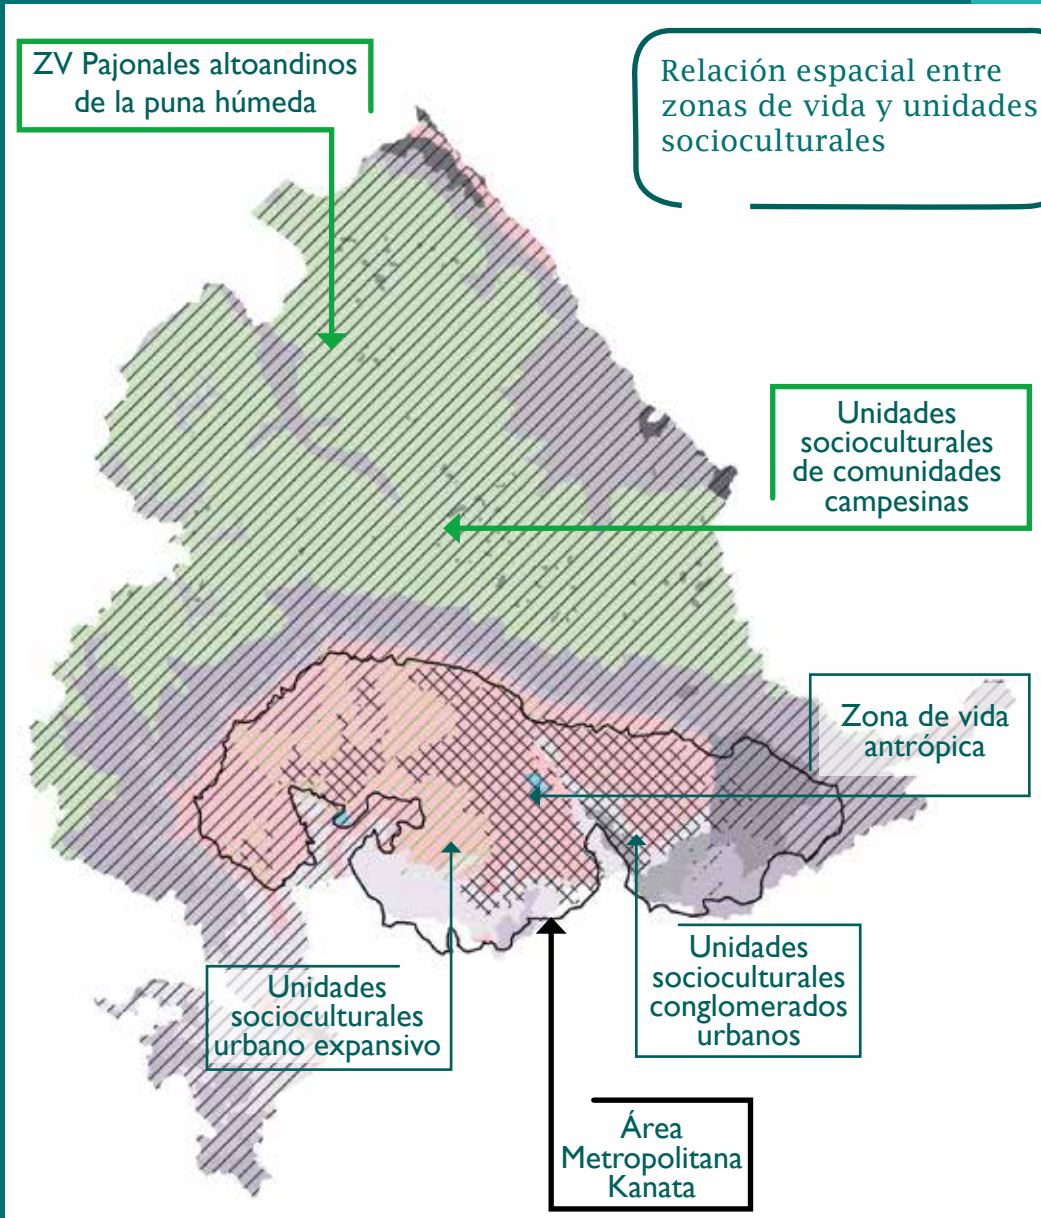 ZV Pajonales altoandinos
de la puna húmeda
Relación espacial entre
zonas de vida y unidades
socioculturales
Unidades
socioculturales
de comunidades
campesinas
Zona de vida
antrópica
Unidades
socioculturales
urbano expansivo
Unidades
socioculturales
conglomerados
urbanos
Área
Metropolitana
Kanata